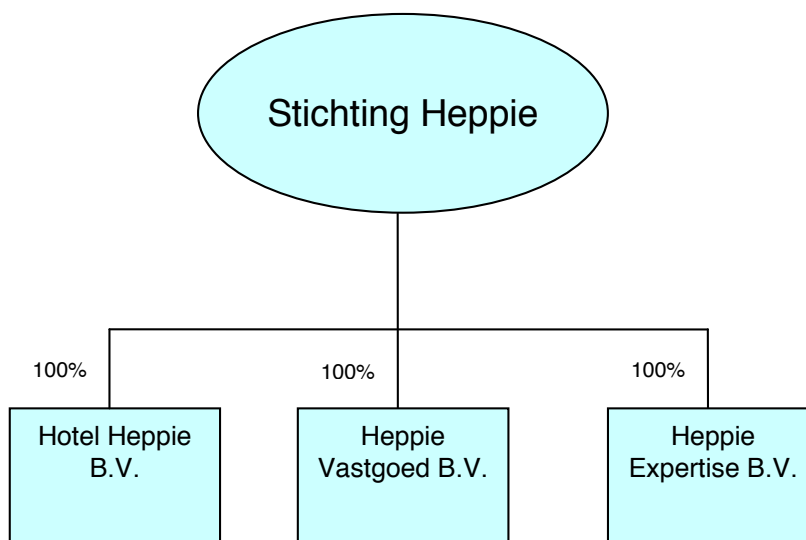 Stichting Heppie
100%
100%
100%
Hotel Heppie
B.V.
Heppie
Vastgoed B.V.
Heppie
Expertise B.V.